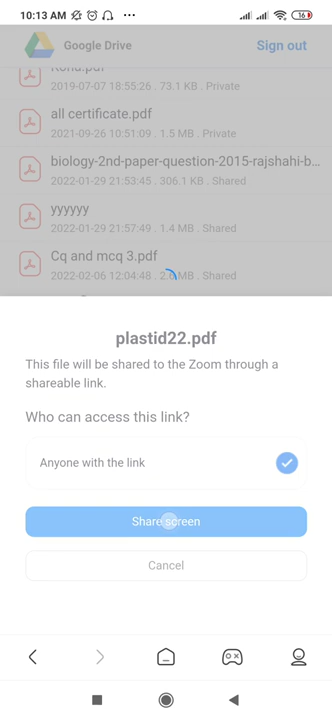 10:13 AM
16
Google Drive
Sign out
2019-07-07 18:55:26 . 73.1 KB . Private
all certificate.pdf
2021-09-26 10:51:09 . 1.5 MB . Private
biology-2nd-paper-question-2015-rajshahi-b...
2022-01-29 21:53:45 . 306.1 KB . Shared
yyyyyy
2022-01-29 21:57:49 . 1.4 MB . Shared
Cq and mcq 3.pdf
2022-02-06 12:04:48 . MB . Shared
plastid22.pdf
This file will be shared to the Zoom through a
shareable link.
Who can access this link?
Anyone with the link
Share screen
Cancel